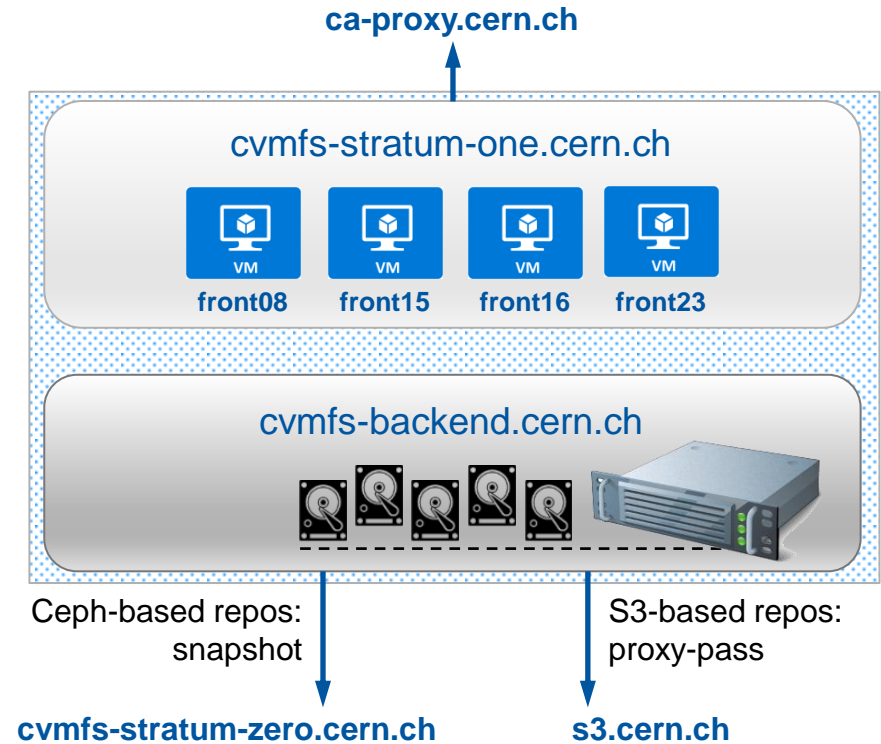 ca-proxy.cern.ch
cvmfs-stratum-one.cern.ch
VM
VM
VM
VM
front08
front15
front16
front23
cvmfs-backend.cern.ch
Ceph-based repos:
snapshot
S3-based repos:
proxy-pass
cvmfs-stratum-zero.cern.ch
s3.cern.ch